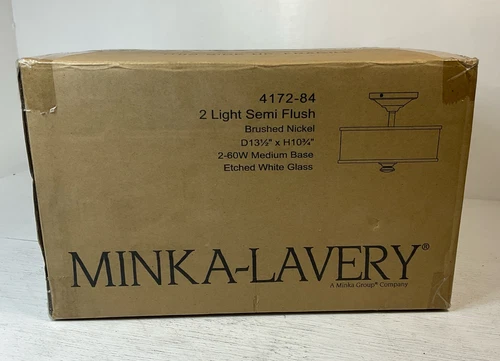 4172-84
2 Light Semi Flush
Brushed Nickel
D13½" x H10¾"
2-60W Medium Base
Etched White Glass
MINKA-LAVERY®
A Minka Group® Company